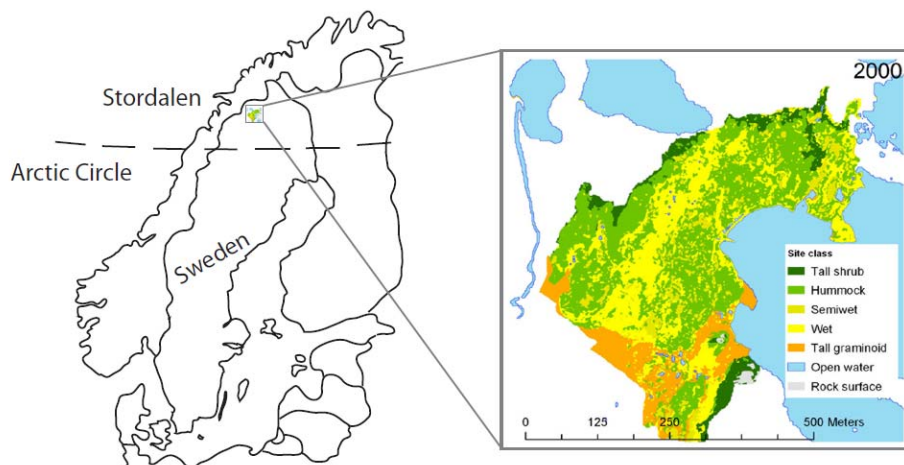 Stordalen
Arctic Circle
Sweden
2000
Site class
Tall shrub
Hummock
Semiwet
Wet
Tall graminoid
Open water
Rock surface
0 125 250 500 Meters